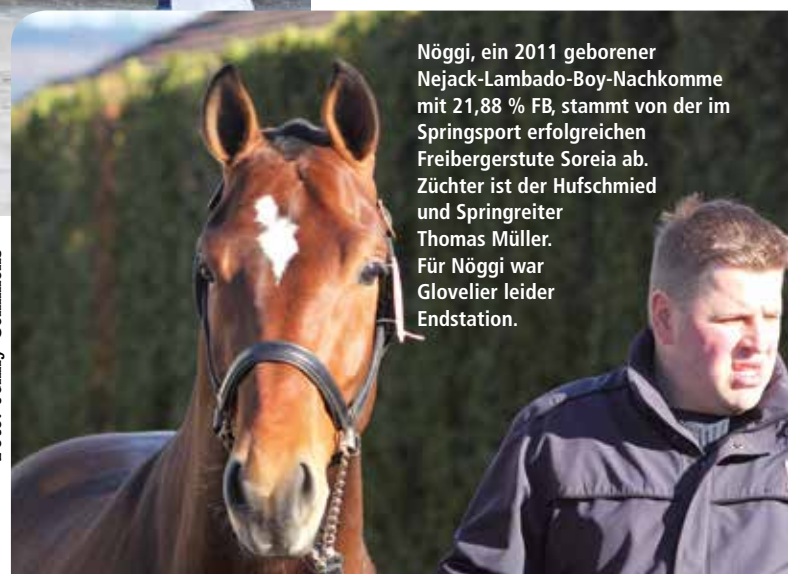 Nöggi, ein 2011 geborener
Nejack-Lambado-Boy-Nachkomme
mit 21,88 % FB, stammt von der im
Springsport erfolgreichen
Freibergerstute Soreia ab.
Züchter ist der Hufschmied
und Springreiter
Thomas Müller.
Für Nöggi war
Glovelier leider
Endstation.